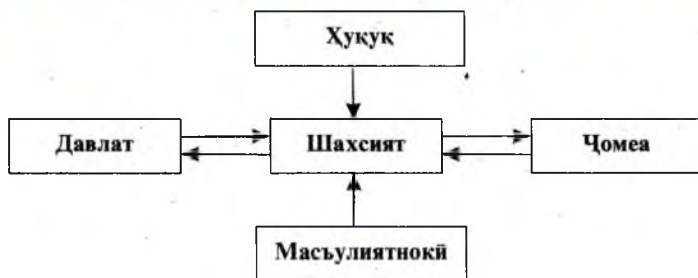 Ҳуқуқ
Давлат
Шахсият
Ҷомеа
Масъулиятнокӣ